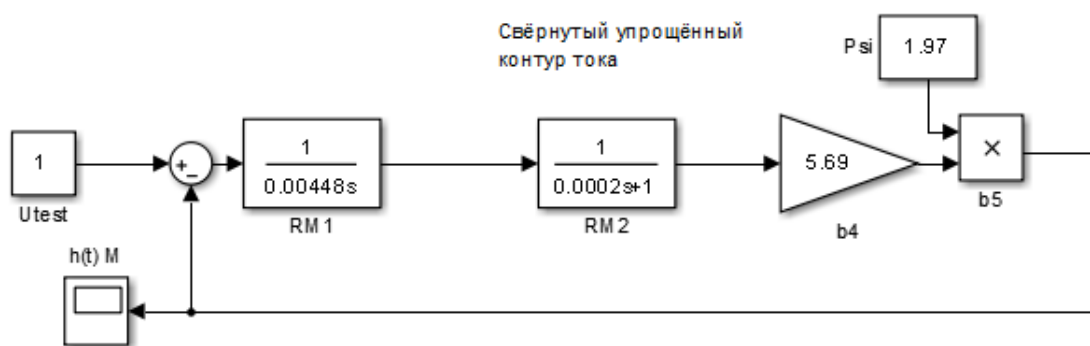 Свёрнутый упрощённый
контур тока
Psi
1.97
1
Utest
+
-
1
0.00448s
RM1
1
0.0002s+1
RM2
5.69
b4
×
b5
h(t) M